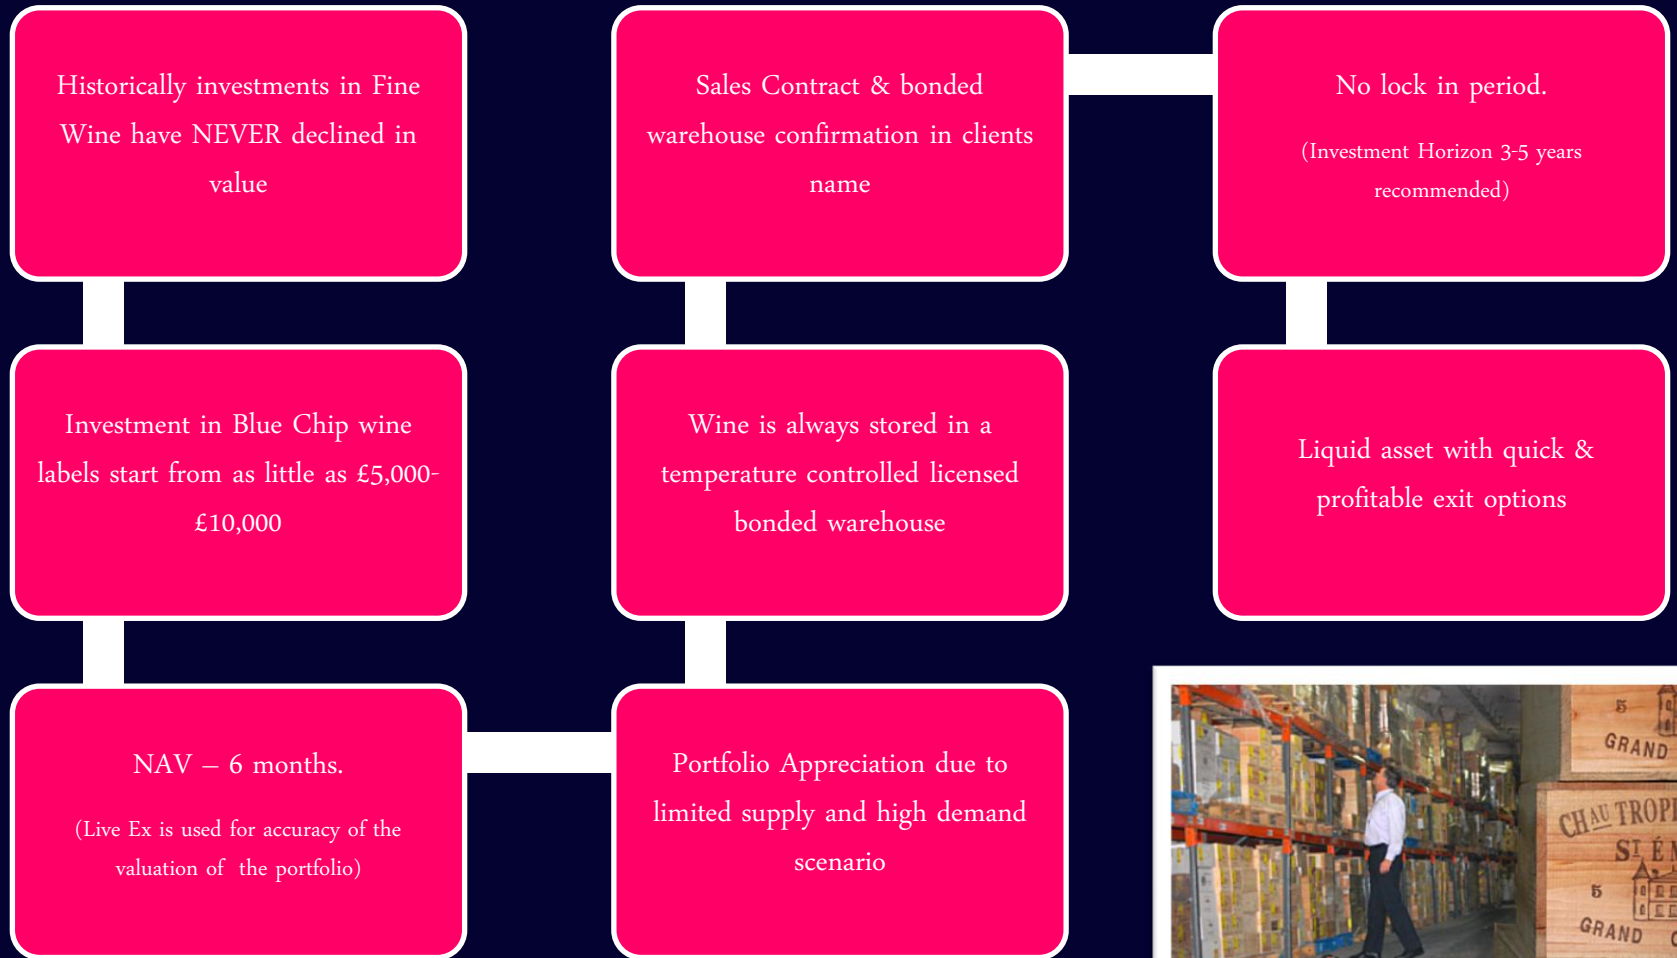 Historically investments in Fine
Wine have NEVER declined in
value
Investment in Blue Chip wine
labels start from as little as £5,000-
£10,000
NAV – 6 months.
(Live Ex is used for accuracy of the
valuation of the portfolio)
Portfolio Appreciation due to
limited supply and high demand
scenario
Wine is always stored in a
temperature controlled licensed
bonded warehouse
Sales Contract & bonded
warehouse confirmation in clients
name
No lock in period.
(Investment Horizon 3-5 years
recommended)
Liquid asset with quick &
profitable exit options
5
GRAND
CHAU
ST
5
GRAND